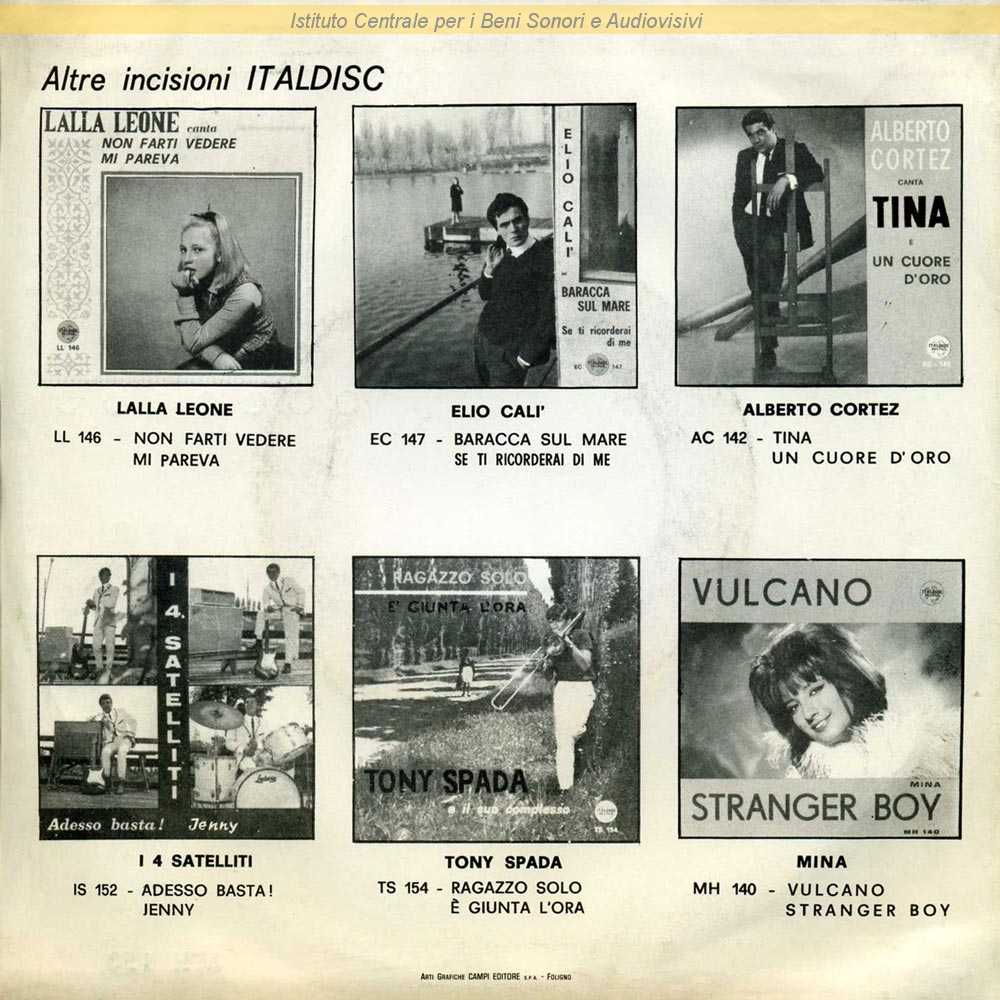 Istituto Centrale per i Beni Sonori e Audiovisivi
Altre incisioni ITALDISC
LALLA LEONE canta
NON FARTI VEDERE
MI PAREVA
LL 146
ELIO CALI'
BARACCA
SUL MARE
Se ti ricorderai
di me
EC 147
ALBERTO
CORTEZ
CANTA
TINA
E
UN CUORE
D'ORO
LALLA LEONE
LL 146 - NON FARTI VEDERE
MI PAREVA
ELIO CALI'
EC 147 - BARACCA SUL MARE
SE TI RICORDERAI DI ME
ALBERTO CORTEZ
AC 142 - TINA
UN CUORE D'ORO
I 4 SATELLITI
Ludwig
Adesso basta! Jenny
RAGAZZO SOLO
E' GIUNTA L'ORA
TONY SPADA
e il suo complesso
TS 154
VULCANO
MINA
STRANGER BOY
MH 140
I 4 SATELLITI
IS 152 - ADESSO BASTA!
JENNY
TONY SPADA
TS 154 - RAGAZZO SOLO
È GIUNTA L'ORA
MINA
MH 140 - VULCANO
STRANGER BOY
ARTI GRAFICHE CAMPI EDITORE S.P.A. - FOLIGNO